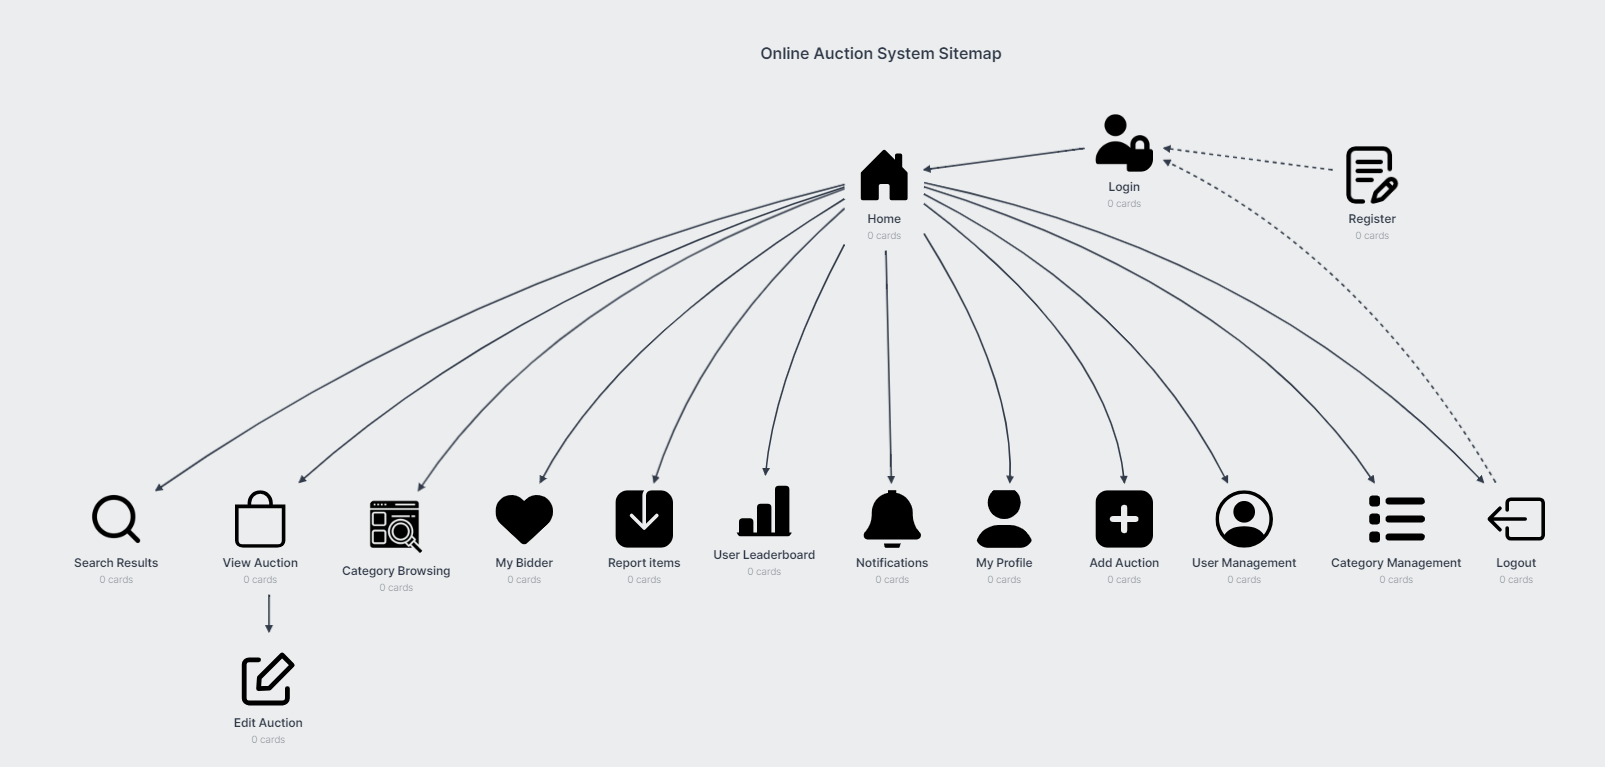 Online Auction System Sitemap
Login
0 cards
Home
0 cards
Register
0 cards
Search Results
0 cards
View Auction
0 cards
Category Browsing
0 cards
My Bidder
0 cards
Report items
0 cards
User Leaderboard
0 cards
Notifications
0 cards
My Profile
0 cards
Add Auction
0 cards
User Management
0 cards
Category Management
0 cards
Logout
0 cards
Edit Auction
0 cards